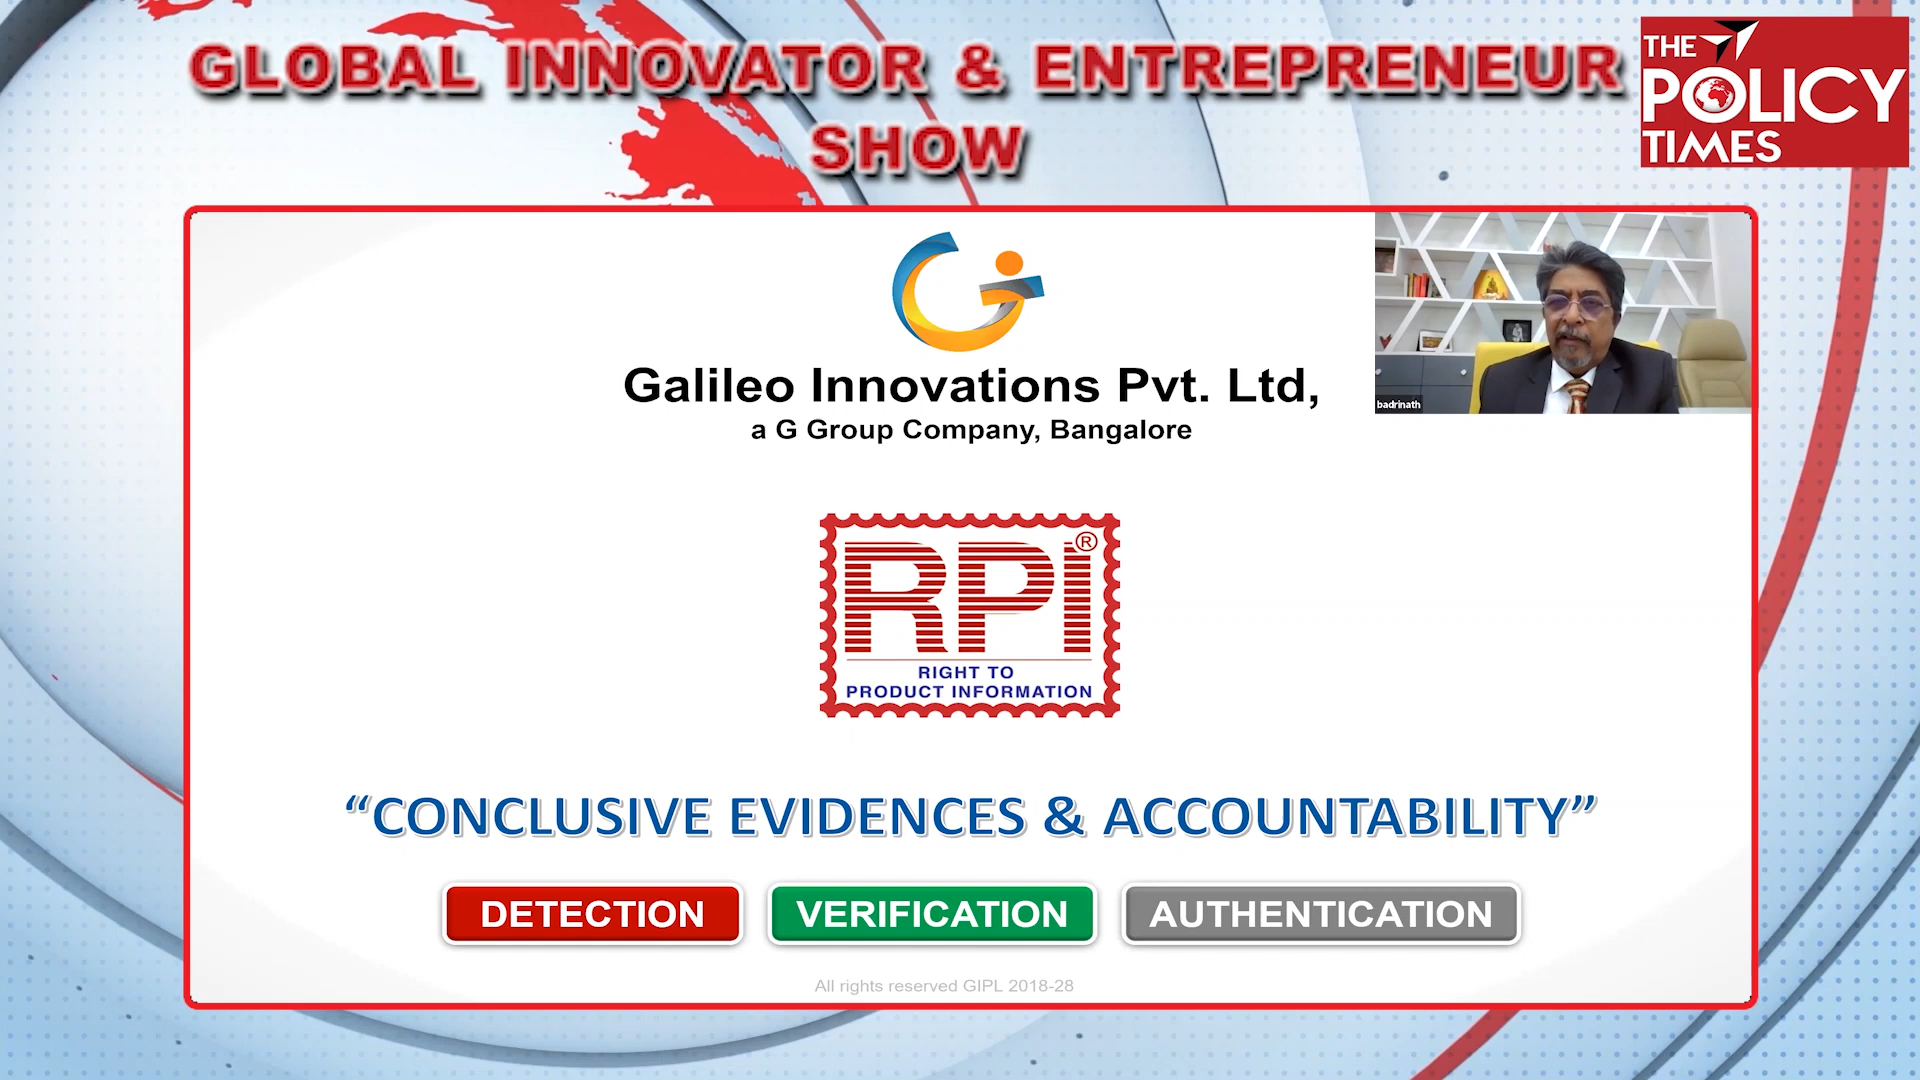 GLOBAL INNOVATOR & ENTREPRENEUR
SHOW
THE
POLICY
TIMES
Galileo Innovations Pvt. Ltd,
a G Group Company, Bangalore
badrinath
RPI®
RIGHT TO
PRODUCT INFORMATION
“CONCLUSIVE EVIDENCES & ACCOUNTABILITY”
DETECTION
VERIFICATION
AUTHENTICATION
All rights reserved GIPL 2018-28